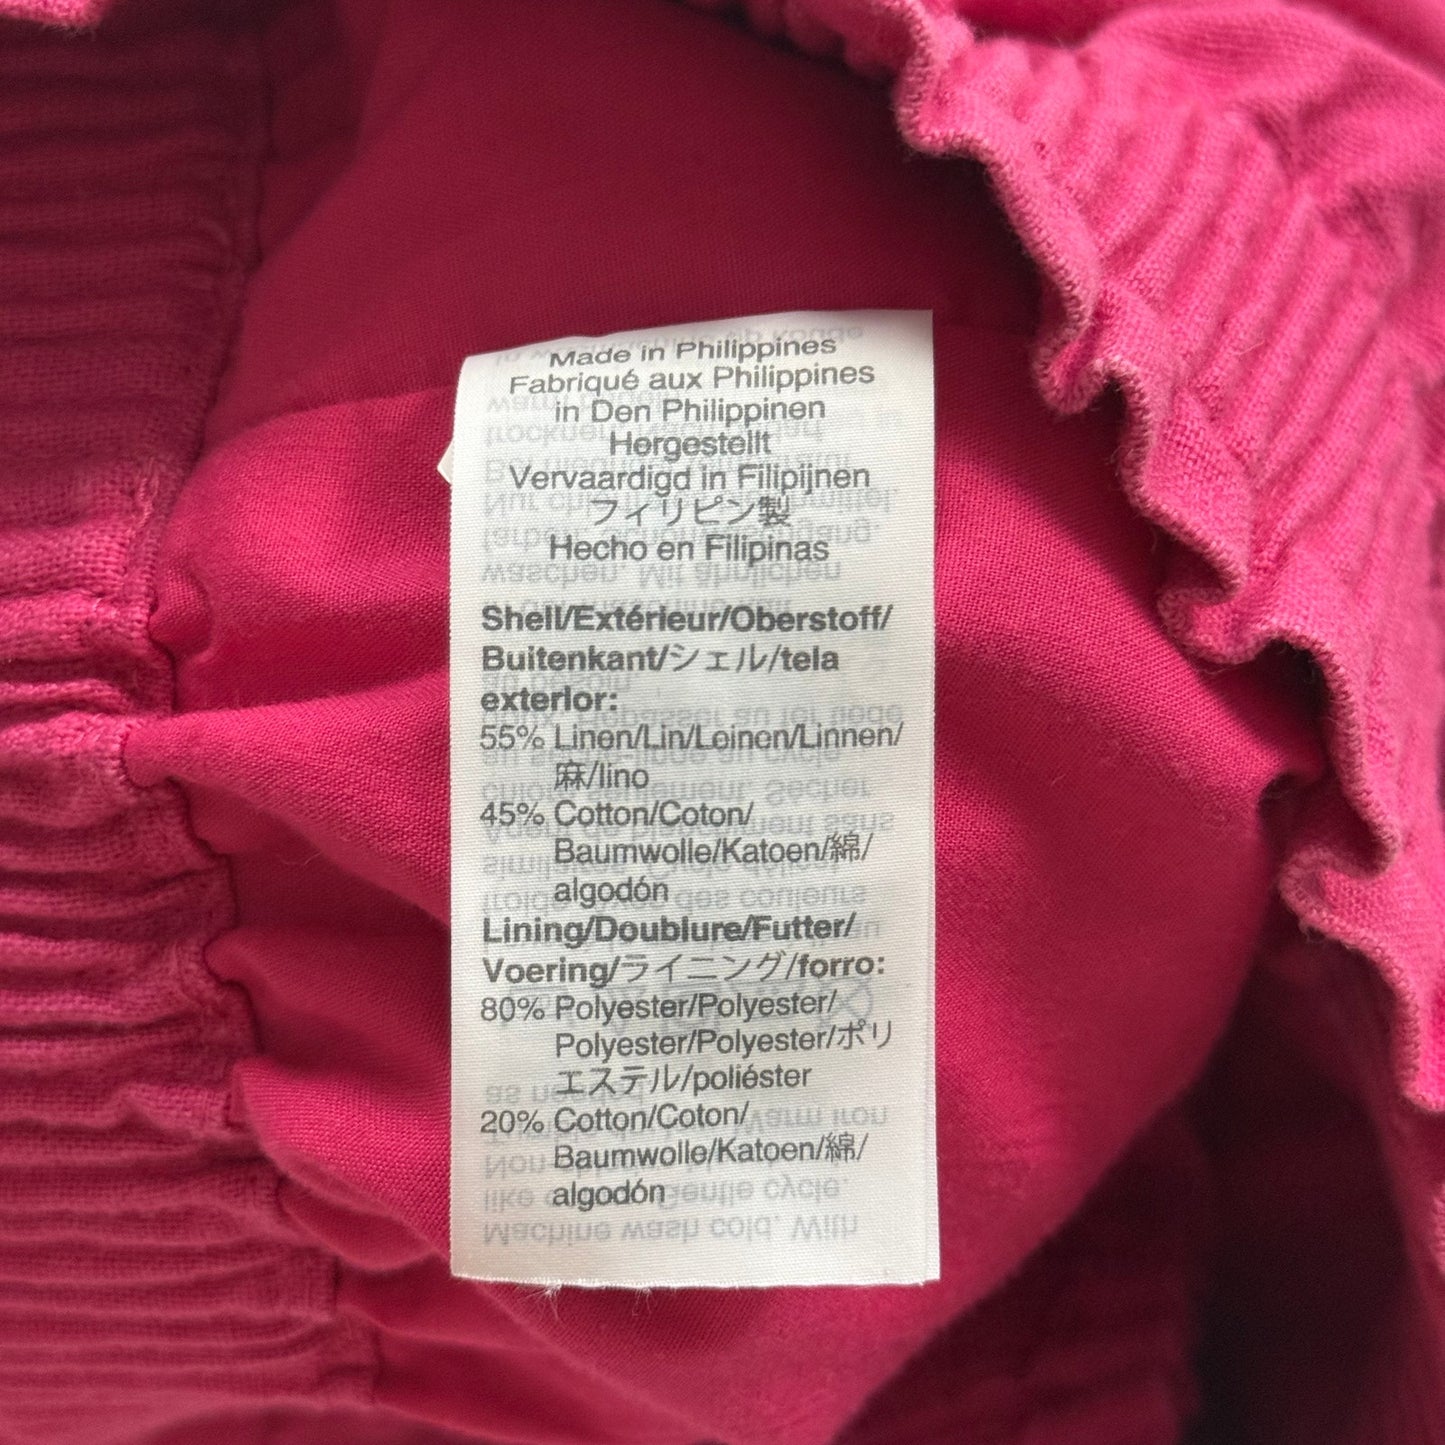 Made in Philippines
Fabriqué aux Philippines
in Den Philippinen
Hergestellt
Vervaardigd in Filipijnen
フィリピン製
Hecho en Filipinas
Shell/Extérieur/Oberstoff/
Buitenkant/シェル/tela
exterior:
55% Linen/Lin/Leinen/Linnen/
麻/lino
45% Cotton/Coton/
Baumwolle/Katoen/綿/
algodón
Lining/Doublure/Futter/
Voering/ライニング/forro:
80% Polyester/Polyester/
Polyester/Polyester/ポリ
エステル/poliéster
20% Cotton/Coton/
Baumwolle/Katoen/綿/
algodón